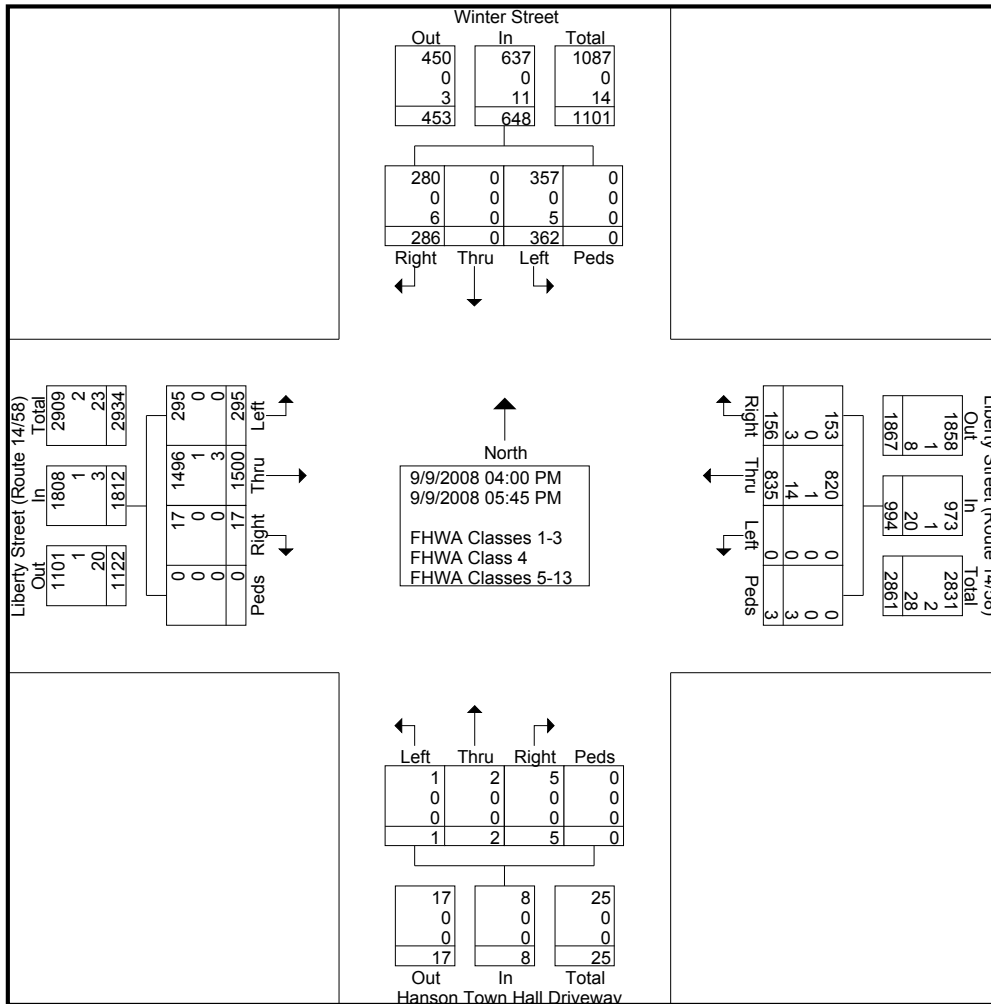 Winter Street
Out In Total
450 637 1087
0 0 0
3 11 14
453 648 1101
280 0 357 0
0 0 0 0
6 0 5 0
286 0 362 0
Right Thru Left Peds
Liberty Street (Route 14/58)
Total In Out
2909 1808 1101
2 1 1
23 3 20
2934 1812 1122
295 1496 17 0
0 1 0 0
0 3 0 0
295 1500 17 0
Left Thru Right Peds
North
9/9/2008 04:00 PM
9/9/2008 05:45 PM
FHWA Classes 1-3
FHWA Class 4
FHWA Classes 5-13
Right Thru Left Peds
153 820 0 0
0 1 0 0
3 14 0 3
156 835 0 3
Liberty Street (Route 14/58)
Out In Total
1858 973 2831
1 1 2
8 20 28
1867 994 2861
Left Thru Right Peds
1 2 5 0
0 0 0 0
0 0 0 0
1 2 5 0
17 8 25
0 0 0
0 0 0
17 8 25
Out In Total
Hanson Town Hall Driveway